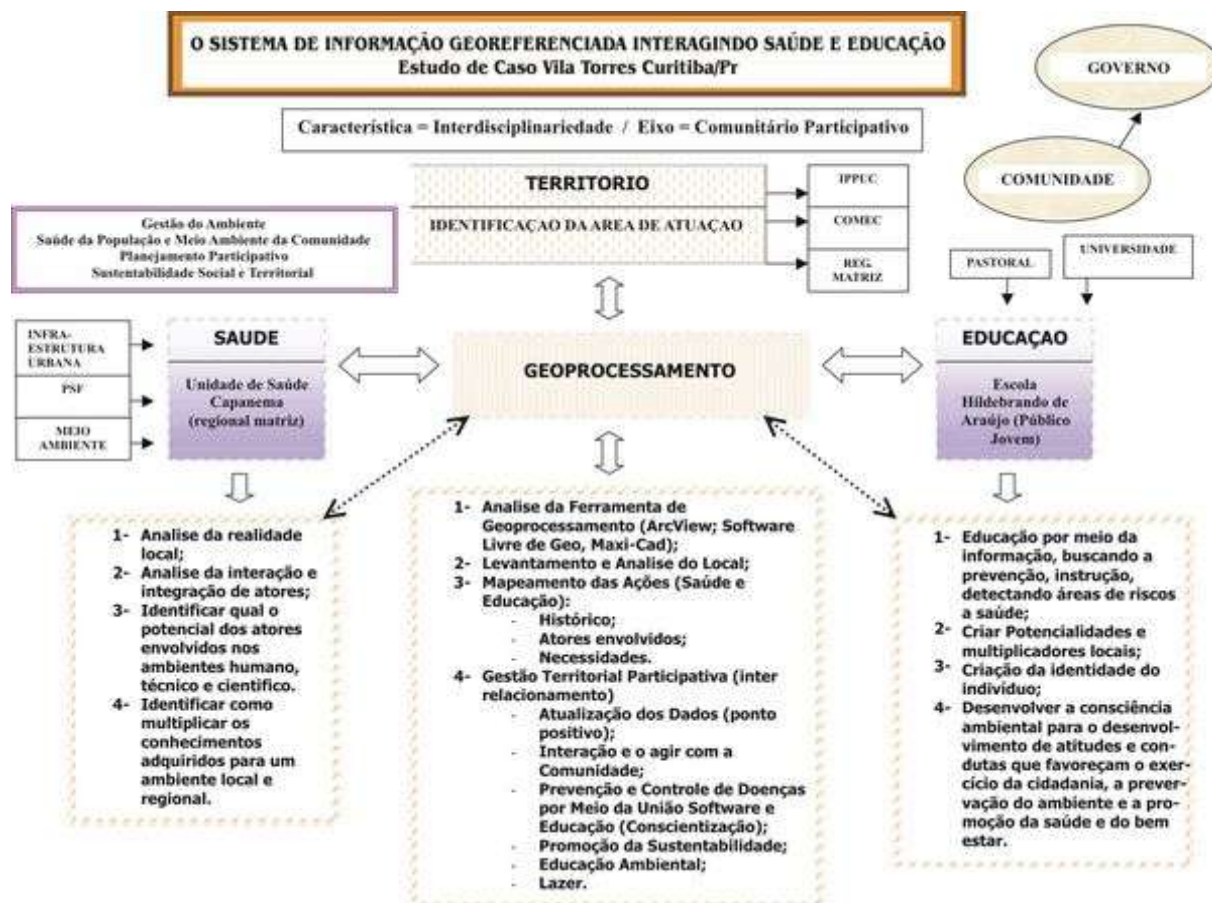 O SISTEMA DE INFORMAÇÃO GEOREFERENCIADA INTERAGINDO SAÚDE E EDUCAÇÃO
Estudo de Caso Vila Torres Curitiba/Pr
GOVERNO
Característica = Interdisciplinariedade / Eixo = Comunitário Participativo
COMUNIDADE
TERRITÓRIO
IDENTIFICAÇAO DA AREA DE ATUAÇAO
IPPUC
COMEC
REG.
MATRIZ
Gestão do Ambiente
Saúde da População e Meio Ambiente da Comunidade
Planejamento Participativo
Sustentabilidade Social e Territorial
PASTORAL
UNIVERSIDADE
INFRA-
ESTRUTURA
URBANA
PSF
MEIO
AMBIENTE
SAUDE
Unidade de Saúde
Capanema
(regional matriz)
GEOPROCESSAMENTO
EDUCAÇAO
Escola
Hildebrando de
Araújo (Público
Jovem)
1- Analise da realidade
local;
2- Analise da interação e
integração de atores;
3- Identificar qual o
potencial dos atores
envolvidos nos
ambientes humano,
técnico e cientifico.
4- Identificar como
multiplicar os
conhecimentos
adquiridos para um
ambiente local e
regional.
1- Analise da Ferramenta de
Geoprocessamento (ArcView; Software
Livre de Geo, Maxi-Cad);
2- Levantamento e Analise do Local;
3- Mapeamento das Ações (Saúde e
Educação):
- Histórico;
- Atores envolvidos;
- Necessidades.
4- Gestão Territorial Participativa (inter
relacionamento)
- Atualização dos Dados (ponto
positivo);
- Interação e o agir com a
Comunidade;
- Prevenção e Controle de Doenças
por Meio da União Software e
Educação (Conscientização);
- Promoção da Sustentabilidade;
- Educação Ambiental;
- Lazer.
1- Educação por meio da
informação, buscando a
prevenção, instrução,
detectando áreas de riscos
a saúde;
2- Criar Potencialidades e
multiplicadores locais;
3- Criação da identidade do
indivíduo;
4- Desenvolver a consciência
ambiental para o desenvol-
vimento de atitudes e con-
dutas que favoreçam o exer-
cício da cidadania, a prever-
vação do ambiente e a pro-
moção da saúde e do bem
estar.